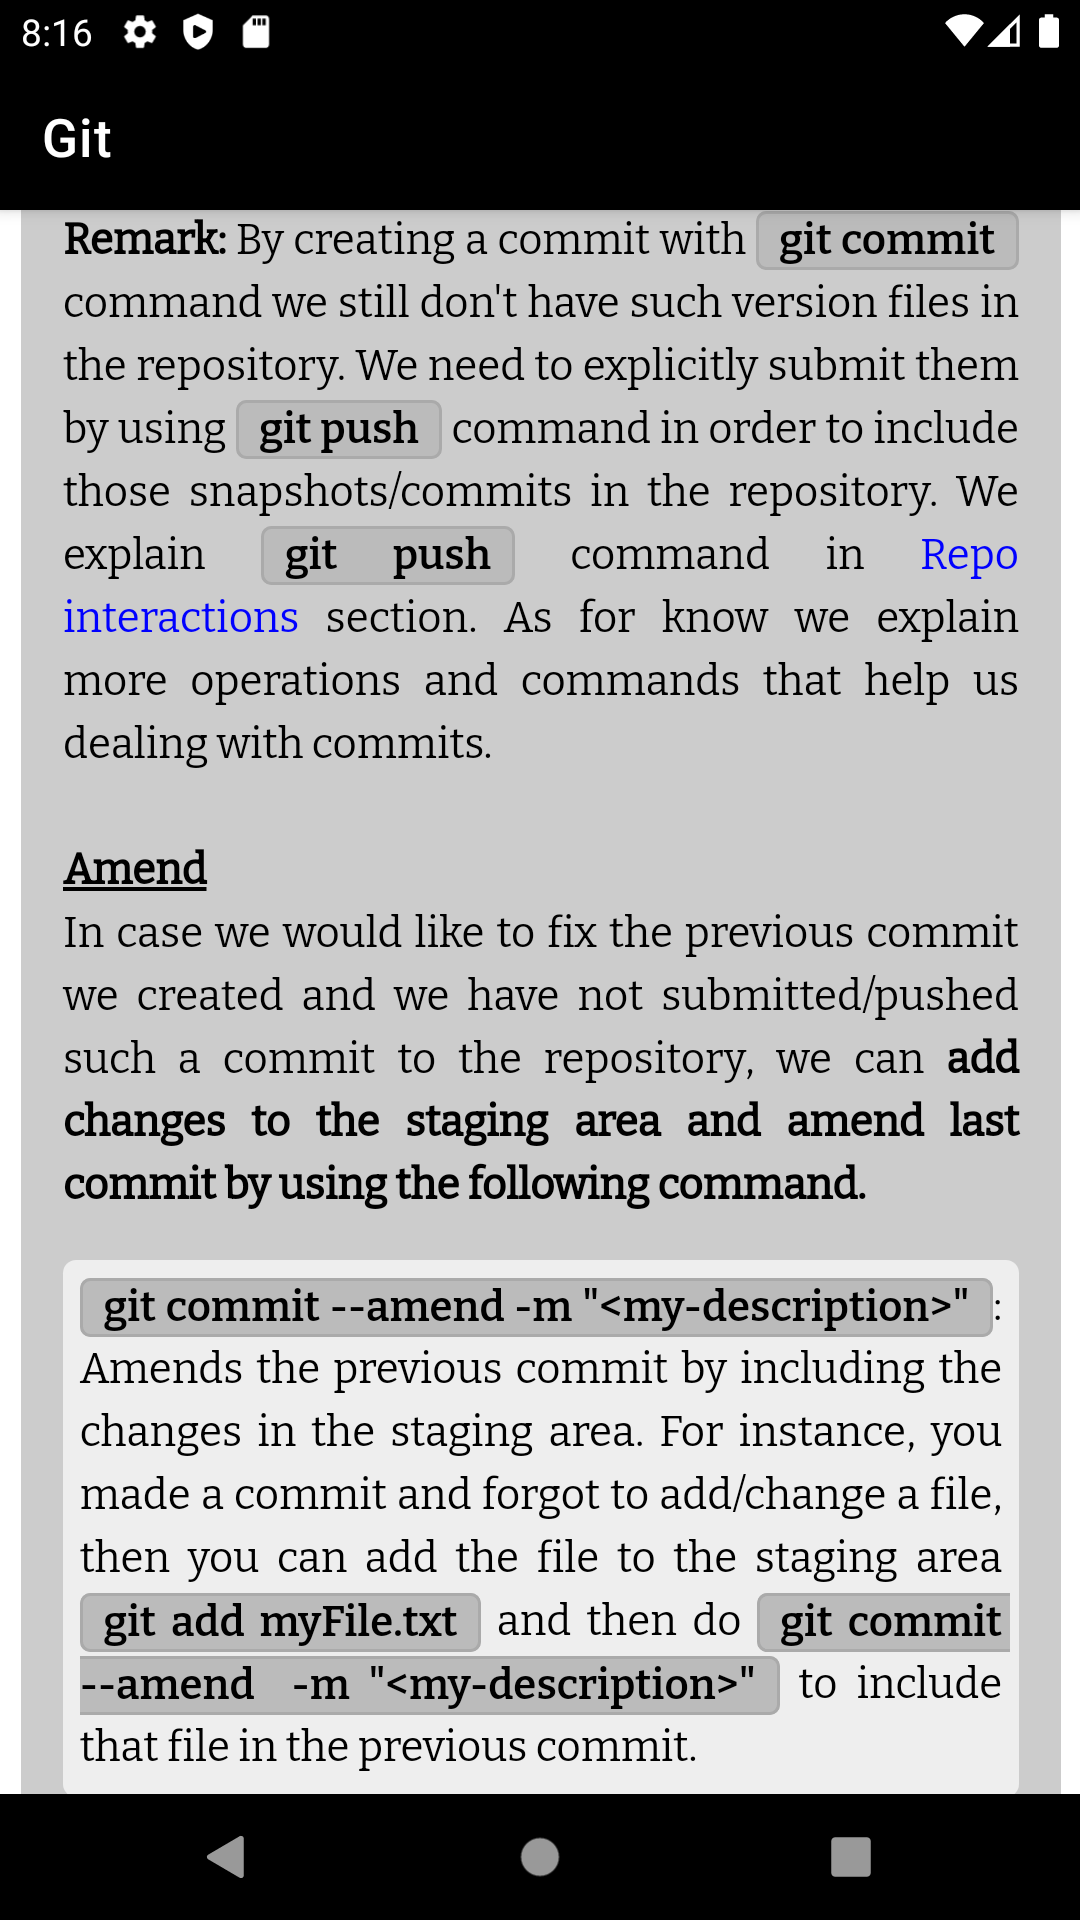 8:16
Git
Remark: By creating a commit with git commit
command we still don't have such version files in
the repository. We need to explicitly submit them
by using git push command in order to include
those snapshots/commits in the repository. We
explain git push command in Repo
interactions section. As for know we explain
more operations and commands that help us
dealing with commits.
Amend
In case we would like to fix the previous commit
we created and we have not submitted/pushed
such a commit to the repository, we can add
changes to the staging area and amend last
commit by using the following command.
git commit --amend -m "<my-description>" :
Amends the previous commit by including the
changes in the staging area. For instance, you
made a commit and forgot to add/change a file,
then you can add the file to the staging area
git add myFile.txt and then do git commit
--amend -m "<my-description>" to include
that file in the previous commit.